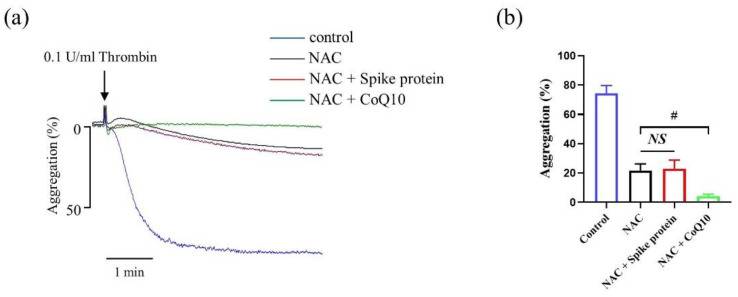 (a)
0.1 U/ml Thrombin
control
NAC
NAC + Spike protein
NAC + CoQ10
Aggregation (%)
0
50
1 min
(b)
Aggregation (%)
100
80
60
40
20
0
#
NS
Control
NAC
NAC + Spike protein
NAC + CoQ10